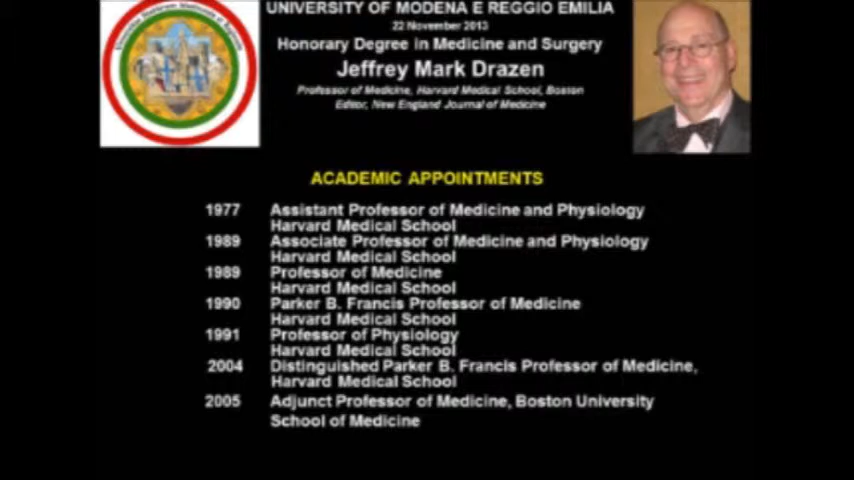 UNIVERSITY OF MODENA E REGGIO EMILIA
22 November 2013
Honorary Degree in Medicine and Surgery
Jeffrey Mark Drazen
Professor of Medicine, Harvard Medical School, Boston
Editor, New England Journal of Medicine
ACADEMIC APPOINTMENTS
1977 Assistant Professor of Medicine and Physiology
Harvard Medical School
1989 Associate Professor of Medicine and Physiology
Harvard Medical School
1989 Professor of Medicine
Harvard Medical School
1990 Parker B. Francis Professor of Medicine
Harvard Medical School
1991 Professor of Physiology
Harvard Medical School
2004 Distinguished Parker B. Francis Professor of Medicine,
Harvard Medical School
2005 Adjunct Professor of Medicine, Boston University
School of Medicine